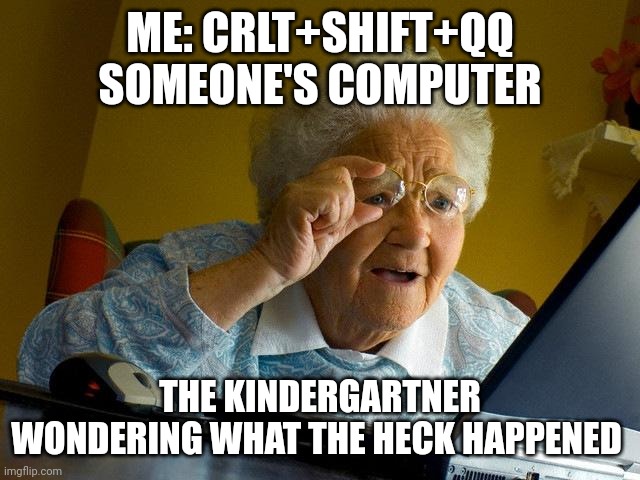 ME: CRLT+SHIFT+QQ
SOMEONE'S COMPUTER
THE KINDERGARTNER
WONDERING WHAT THE HECK HAPPENED
imgflip.com